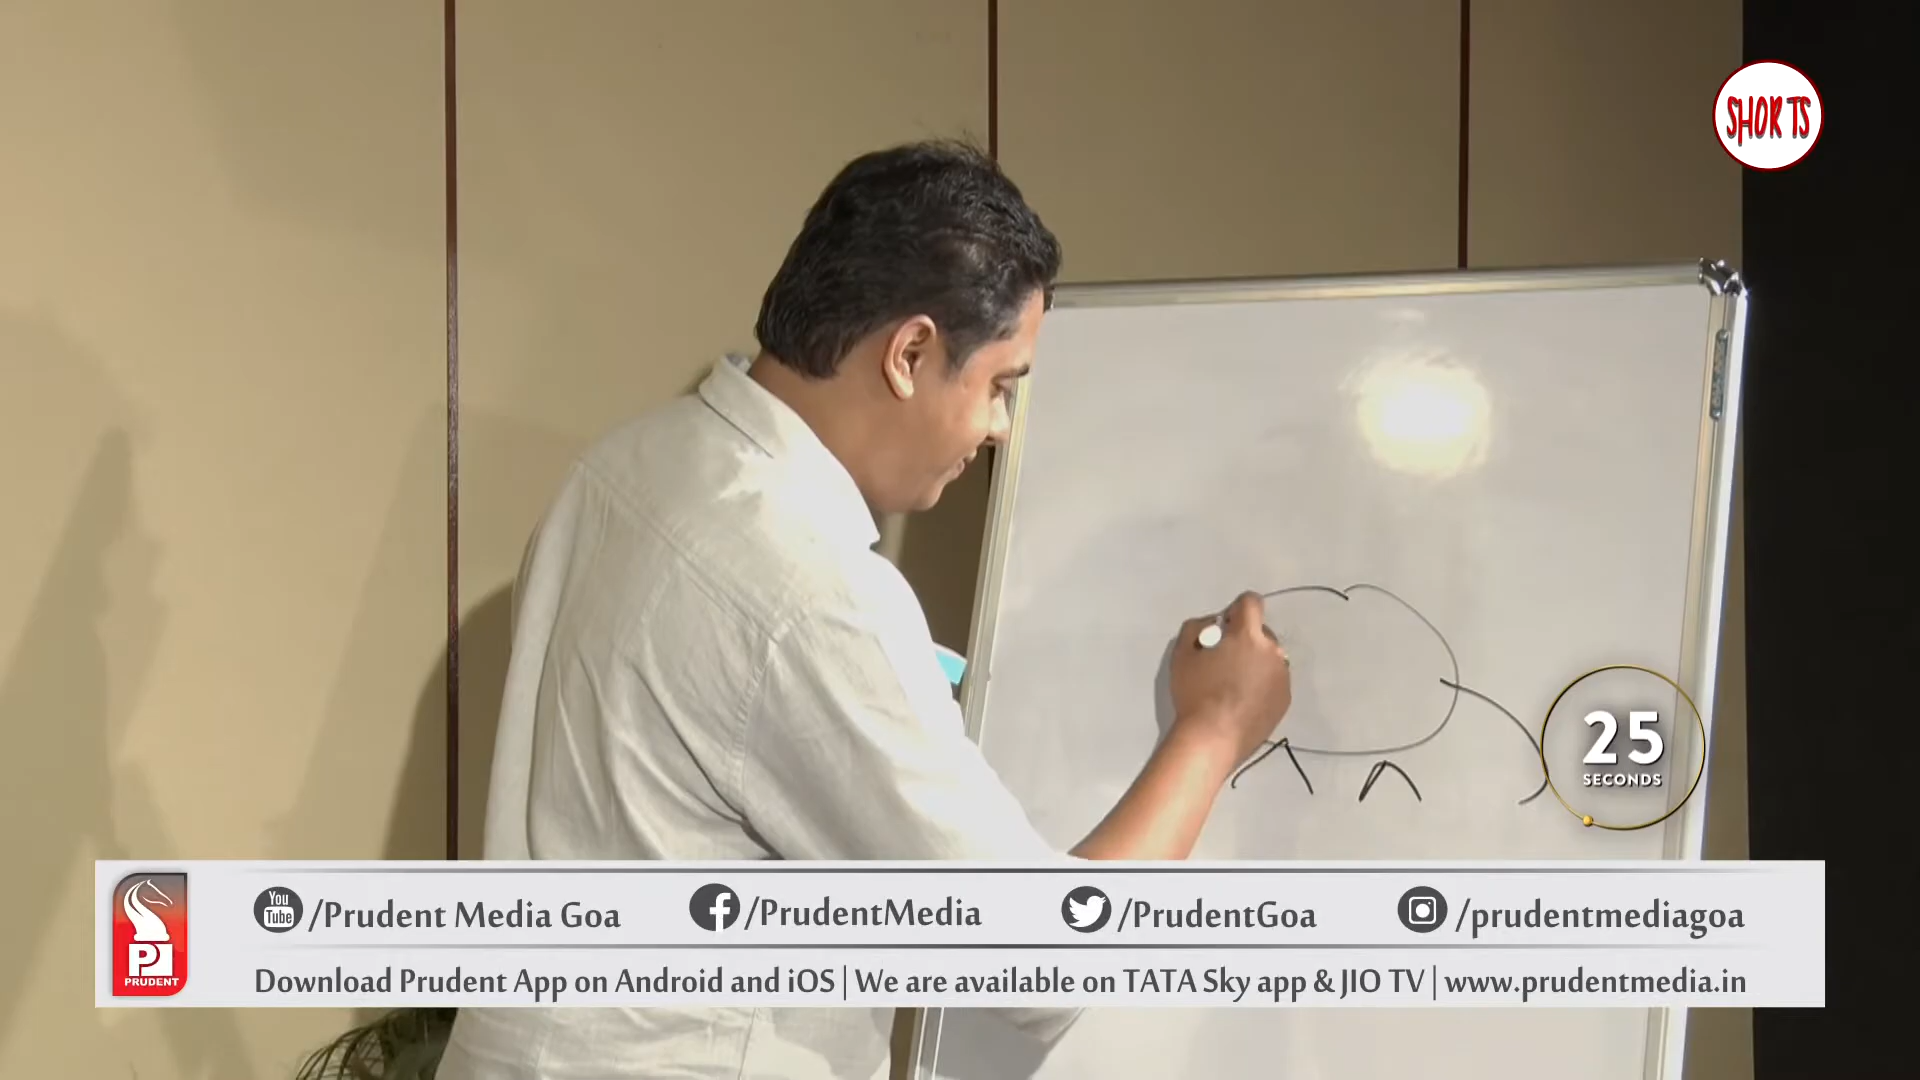 SHORTS
25
SECONDS
You Tube /Prudent Media Goa /PrudentMedia /PrudentGoa /prudentmediagoa
PRUDENT
Download Prudent App on Android and iOS | We are available on TATA Sky app & JIO TV | www.prudentmedia.in